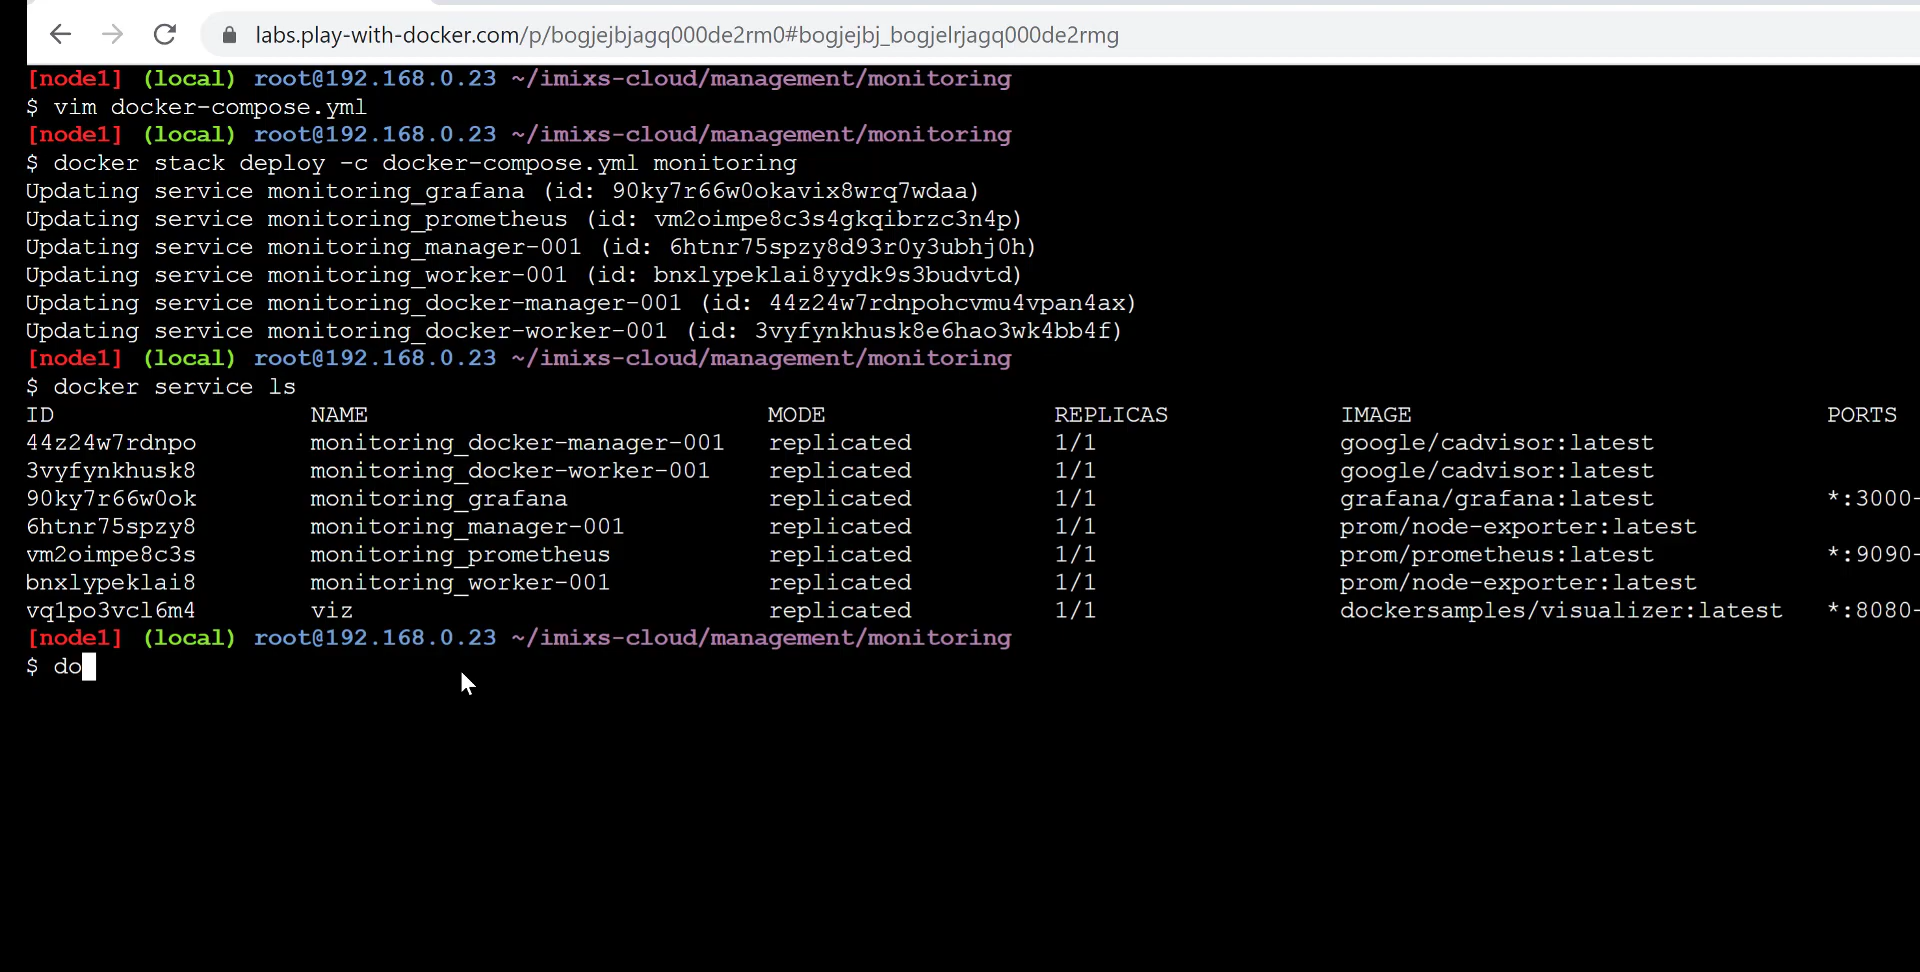 labs.play-with-docker.com/p/bogjejbjagq000de2rm0#bogjejbj_bogjelrjagq000de2rmg
[node1] (local) root@192.168.0.23 ~/imixs-cloud/management/monitoring
$ vim docker-compose.yml
[node1] (local) root@192.168.0.23 ~/imixs-cloud/management/monitoring
$ docker stack deploy -c docker-compose.yml monitoring
Updating service monitoring_grafana (id: 90ky7r66w0okavix8wrq7wdaa)
Updating service monitoring_prometheus (id: vm2oimpe8c3s4gkqibrzc3n4p)
Updating service monitoring_manager-001 (id: 6htnr75spzy8d93r0y3ubhj0h)
Updating service monitoring_worker-001 (id: bnxlypeklai8yydk9s3budvtd)
Updating service monitoring_docker-manager-001 (id: 44z24w7rdnpohcvmu4vpan4ax)
Updating service monitoring_docker-worker-001 (id: 3vyfynkhusk8e6hao3wk4bb4f)
[node1] (local) root@192.168.0.23 ~/imixs-cloud/management/monitoring
$ docker service ls
ID NAME MODE REPLICAS IMAGE PORTS
44z24w7rdnpo monitoring_docker-manager-001 replicated 1/1 google/cadvisor:latest
3vyfynkhusk8 monitoring_docker-worker-001 replicated 1/1 google/cadvisor:latest
90ky7r66w0ok monitoring_grafana replicated 1/1 grafana/grafana:latest *:3000-
6htnr75spzy8 monitoring_manager-001 replicated 1/1 prom/node-exporter:latest
vm2oimpe8c3s monitoring_prometheus replicated 1/1 prom/prometheus:latest *:9090-
bnxlypeklai8 monitoring_worker-001 replicated 1/1 prom/node-exporter:latest
vq1po3vcl6m4 viz replicated 1/1 dockersamples/visualizer:latest *:8080-
[node1] (local) root@192.168.0.23 ~/imixs-cloud/management/monitoring
$ do